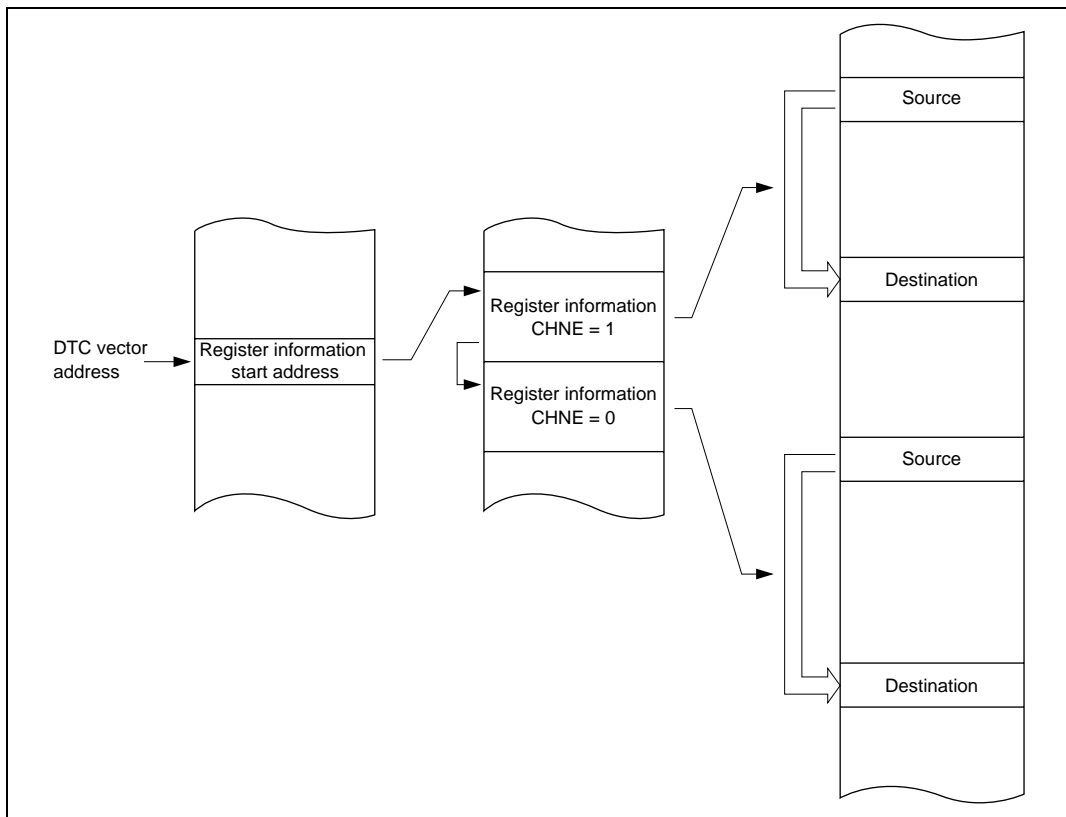 DTC vector
address
Register information
start address
Register information
CHNE = 1
Register information
CHNE = 0
Source
Destination
Source
Destination